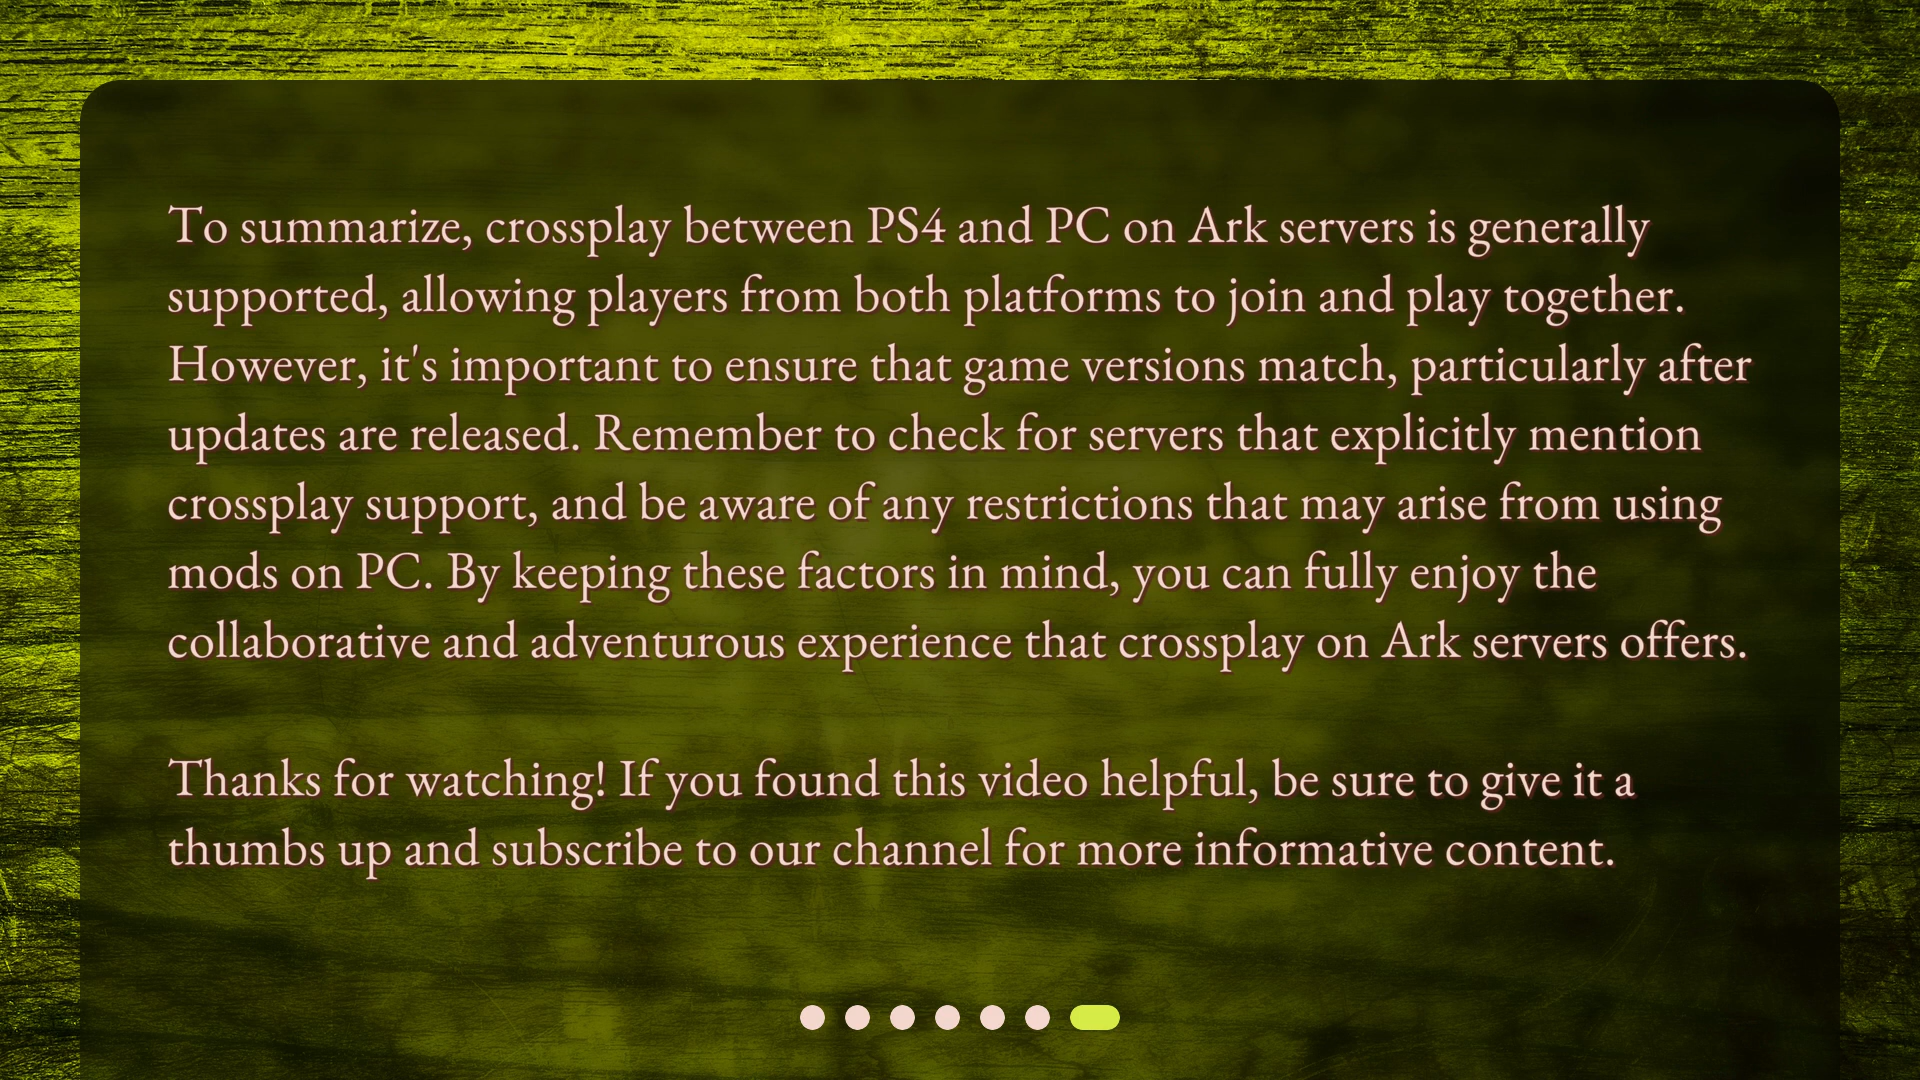 To summarize, crossplay between PS4 and PC on Ark servers is generally
supported, allowing players from both platforms to join and play together.
However, it's important to ensure that game versions match, particularly after
updates are released. Remember to check for servers that explicitly mention
crossplay support, and be aware of any restrictions that may arise from using
mods on PC. By keeping these factors in mind, you can fully enjoy the
collaborative and adventurous experience that crossplay on Ark servers offers.
Thanks for watching! If you found this video helpful, be sure to give it a
thumbs up and subscribe to our channel for more informative content.